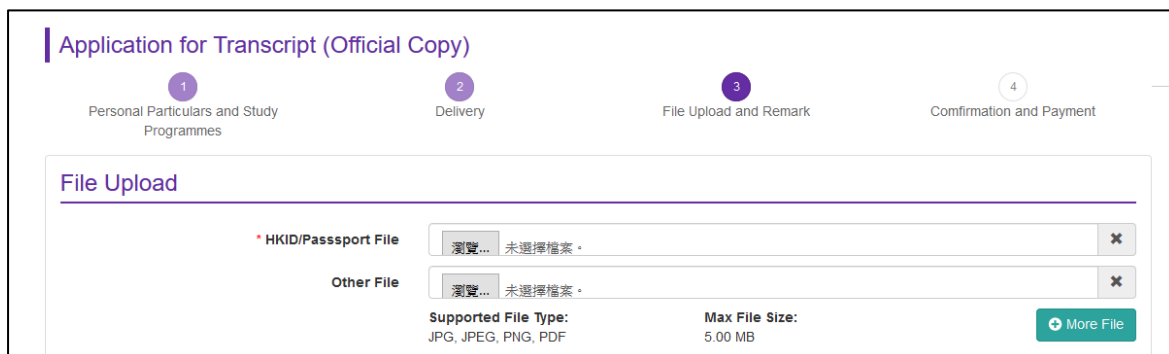 Application for Transcript (Official Copy)
1
2
3
4
Personal Particulars and Study
Programmes
Delivery
File Upload and Remark
Comfirmation and Payment
File Upload
* HKID/Passsport File
瀏覽... 未選擇檔案。
Other File
瀏覽... 未選擇檔案。
Supported File Type:
JPG, JPEG, PNG, PDF
Max File Size:
5.00 MB
More File